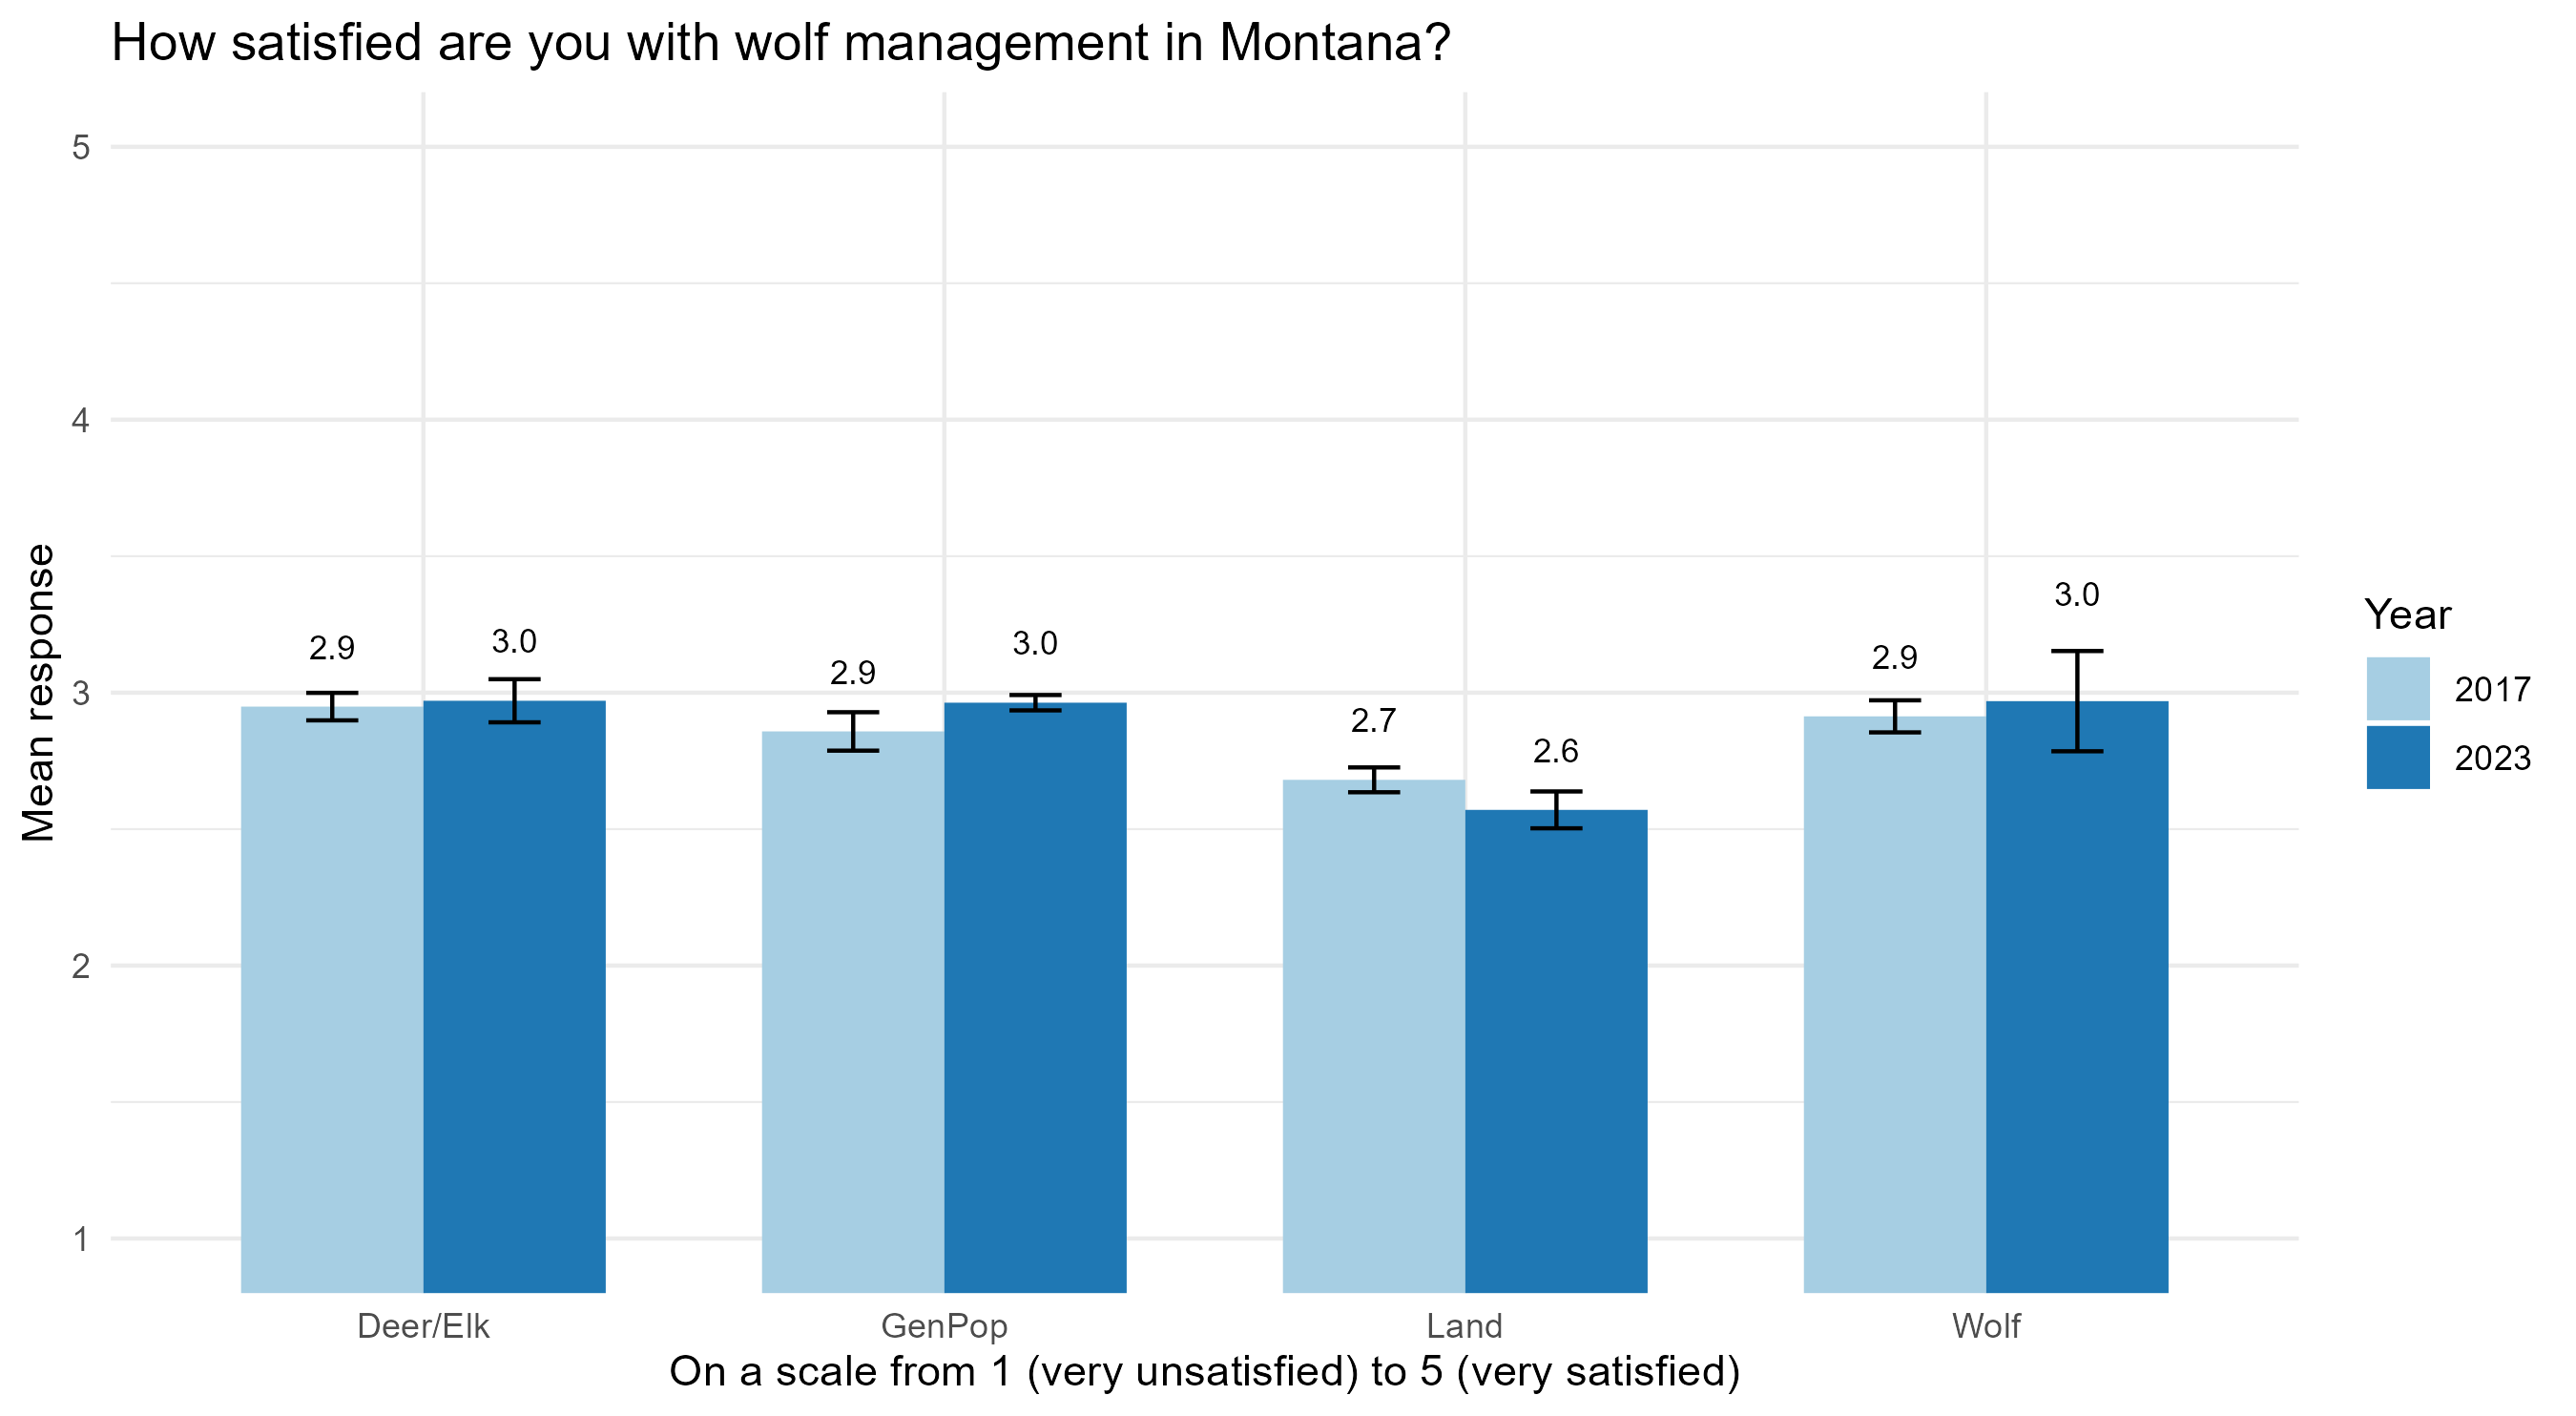 How satisfied are you with wolf management in Montana?
Mean response
5
4
3
2
1
2.9
3.0
2.9
3.0
2.7
2.6
2.9
3.0
Deer/Elk
GenPop
Land
Wolf
On a scale from 1 (very unsatisfied) to 5 (very satisfied)
Year
2017
2023